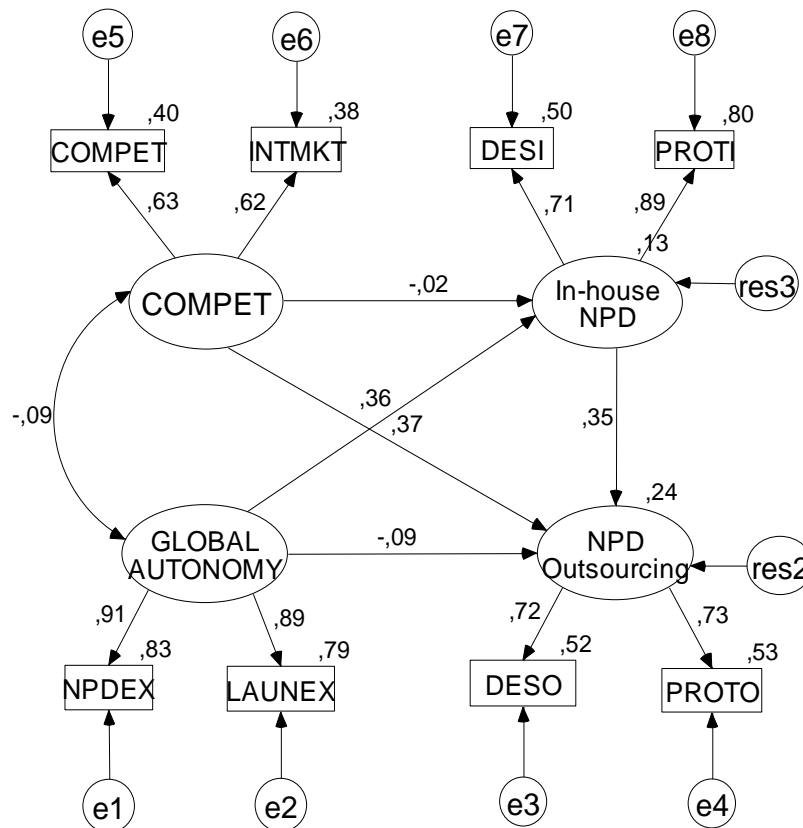 e5
e6
e7
e8
,40
,38
,50
,80
COMPET
INTMKT
DESI
PROTI
,63
,62
,71
,89
,13
COMPET
-,02
In-house
NPD
res3
-,09
,36
,37
,35
,24
GLOBAL
AUTONOMY
-,09
NPD
Outsourcing
res2
,91
,89
,72
,73
,83
,79
,52
,53
NPDEX
LAUNEX
DESO
PROTO
e1
e2
e3
e4